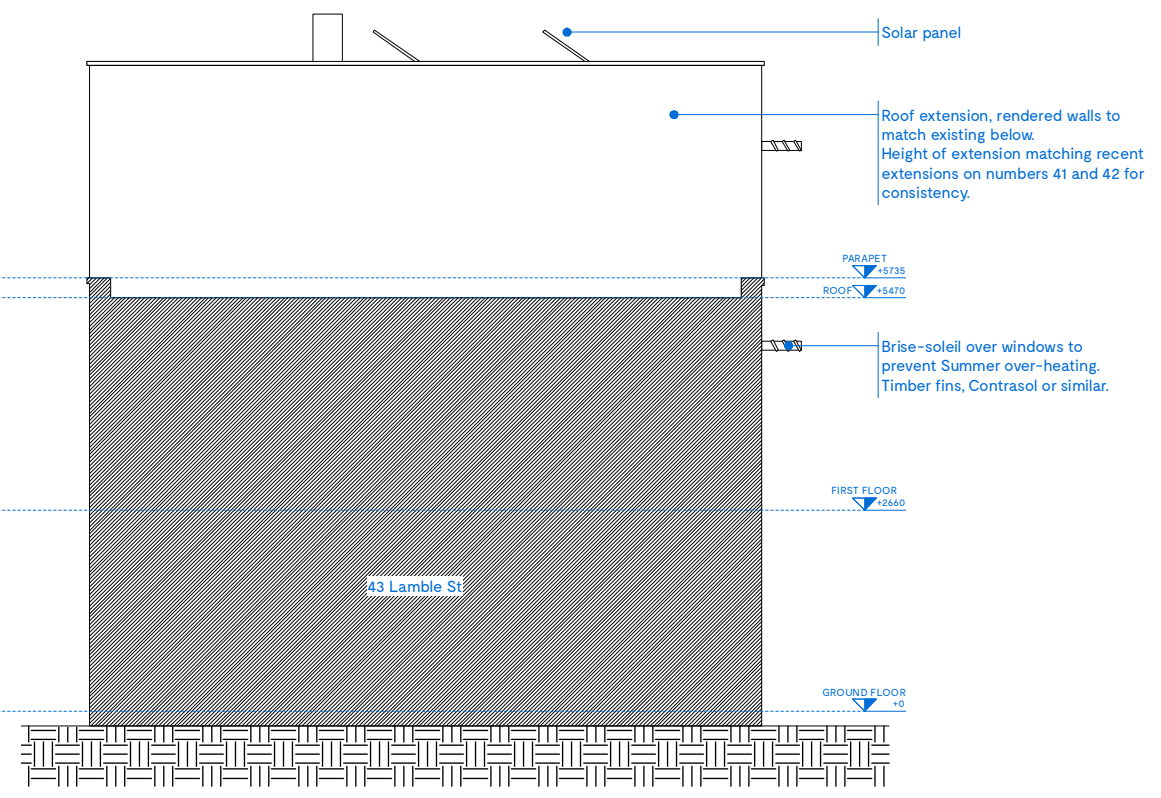 Solar panel
Roof extension, rendered walls to
match existing below.
Height of extension matching recent
extensions on numbers 41 and 42 for
consistency.
PARAPET
+5735
ROOF
+5470
Brise-soleil over windows to
prevent Summer over-heating.
Timber fins, Contrasol or similar.
FIRST FLOOR
+2660
43 Lamble St
GROUND FLOOR
+0